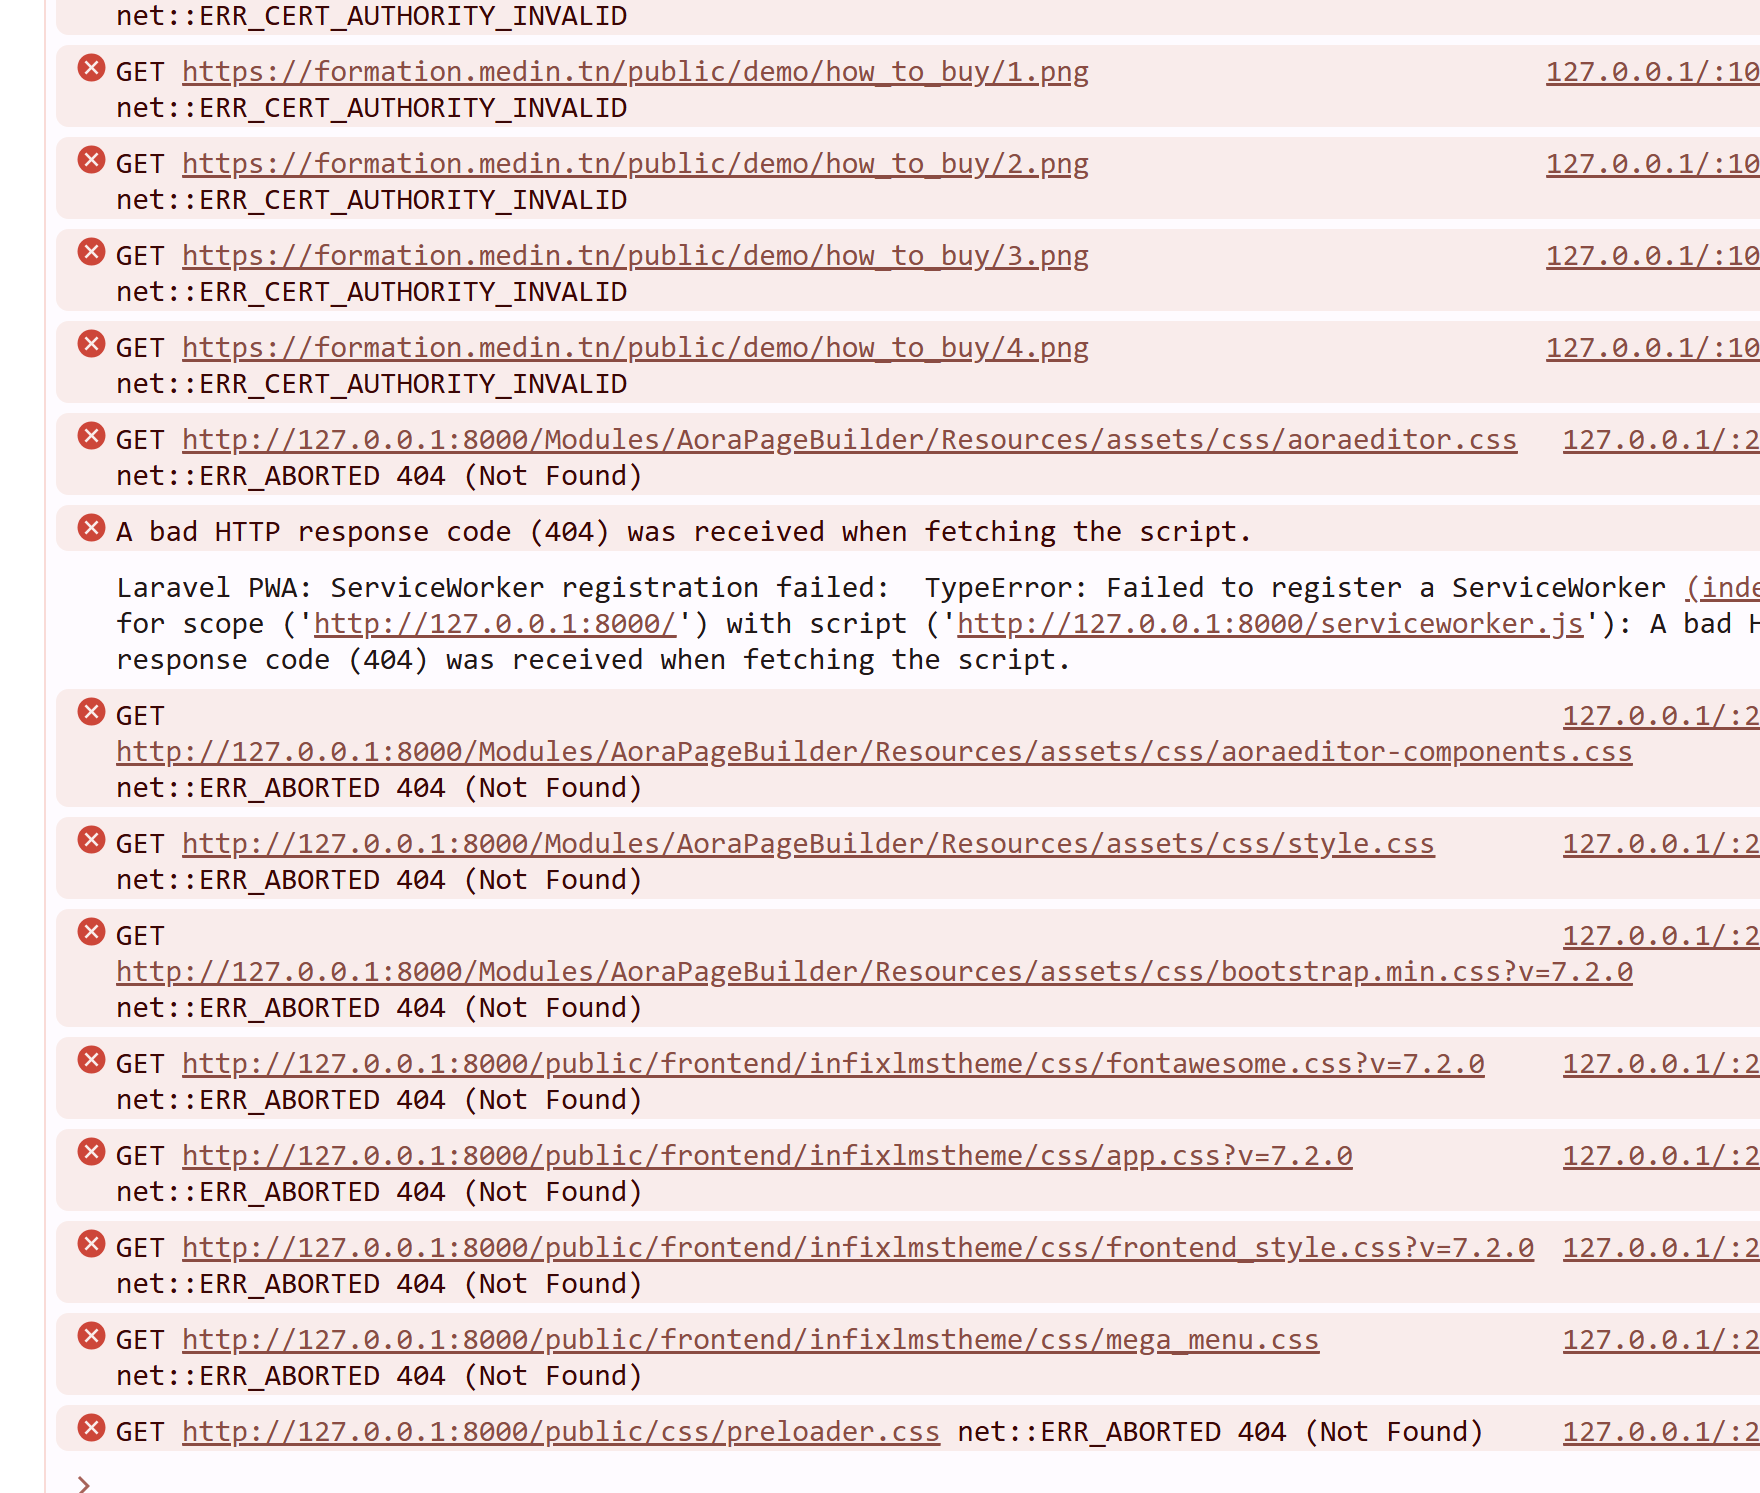 net::ERR_CERT_AUTHORITY_INVALID
GET https://formation.medin.tn/public/demo/how_to_buy/1.png 127.0.0.1/:10
net::ERR_CERT_AUTHORITY_INVALID
GET https://formation.medin.tn/public/demo/how_to_buy/2.png 127.0.0.1/:10
net::ERR_CERT_AUTHORITY_INVALID
GET https://formation.medin.tn/public/demo/how_to_buy/3.png 127.0.0.1/:10
net::ERR_CERT_AUTHORITY_INVALID
GET https://formation.medin.tn/public/demo/how_to_buy/4.png 127.0.0.1/:10
net::ERR_CERT_AUTHORITY_INVALID
GET http://127.0.0.1:8000/Modules/AoraPageBuilder/Resources/assets/css/aoraeditor.css 127.0.0.1/:2
net::ERR_ABORTED 404 (Not Found)
A bad HTTP response code (404) was received when fetching the script.
Laravel PWA: ServiceWorker registration failed:  TypeError: Failed to register a ServiceWorker (inde
for scope ('http://127.0.0.1:8000/') with script ('http://127.0.0.1:8000/serviceworker.js'): A bad H
response code (404) was received when fetching the script.
GET 127.0.0.1/:2
http://127.0.0.1:8000/Modules/AoraPageBuilder/Resources/assets/css/aoraeditor-components.css
net::ERR_ABORTED 404 (Not Found)
GET http://127.0.0.1:8000/Modules/AoraPageBuilder/Resources/assets/css/style.css 127.0.0.1/:2
net::ERR_ABORTED 404 (Not Found)
GET 127.0.0.1/:2
http://127.0.0.1:8000/Modules/AoraPageBuilder/Resources/assets/css/bootstrap.min.css?v=7.2.0
net::ERR_ABORTED 404 (Not Found)
GET http://127.0.0.1:8000/public/frontend/infixlmstheme/css/fontawesome.css?v=7.2.0 127.0.0.1/:2
net::ERR_ABORTED 404 (Not Found)
GET http://127.0.0.1:8000/public/frontend/infixlmstheme/css/app.css?v=7.2.0 127.0.0.1/:2
net::ERR_ABORTED 404 (Not Found)
GET http://127.0.0.1:8000/public/frontend/infixlmstheme/css/frontend_style.css?v=7.2.0 127.0.0.1/:2
net::ERR_ABORTED 404 (Not Found)
GET http://127.0.0.1:8000/public/frontend/infixlmstheme/css/mega_menu.css 127.0.0.1/:2
net::ERR_ABORTED 404 (Not Found)
GET http://127.0.0.1:8000/public/css/preloader.css net::ERR_ABORTED 404 (Not Found) 127.0.0.1/:2